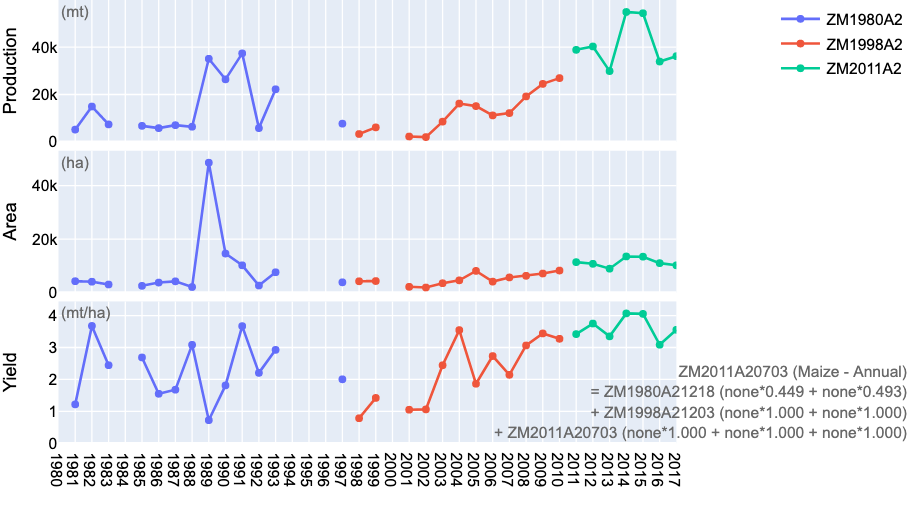 (mt)
Production
40k
20k
0
ZM1980A2
ZM1998A2
ZM2011A2
(ha)
Area
40k
20k
0
(mt/ha)
Yield
4
3
2
1
0
ZM2011A20703 (Maize - Annual)
= ZM1980A21218 (none*0.449 + none*0.493)
+ ZM1998A21203 (none*1.000 + none*1.000)
+ ZM2011A20703 (none*1.000 + none*1.000 + none*1.000)
1980
1981
1982
1983
1984
1985
1986
1987
1988
1989
1990
1991
1992
1993
1994
1995
1996
1997
1998
1999
2000
2001
2002
2003
2004
2005
2006
2007
2008
2009
2010
2011
2012
2013
2014
2015
2016
2017